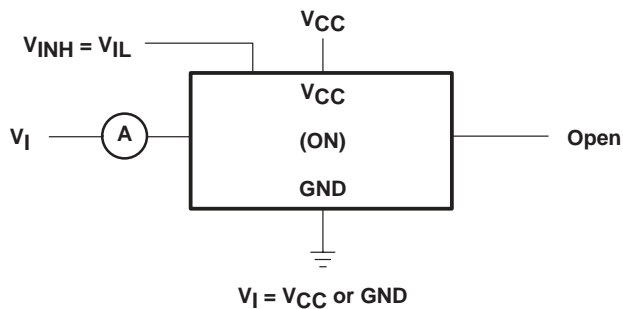 VCC
VINH = VIL
VCC
VI
A
(ON)
Open
GND
VI = VCC or GND